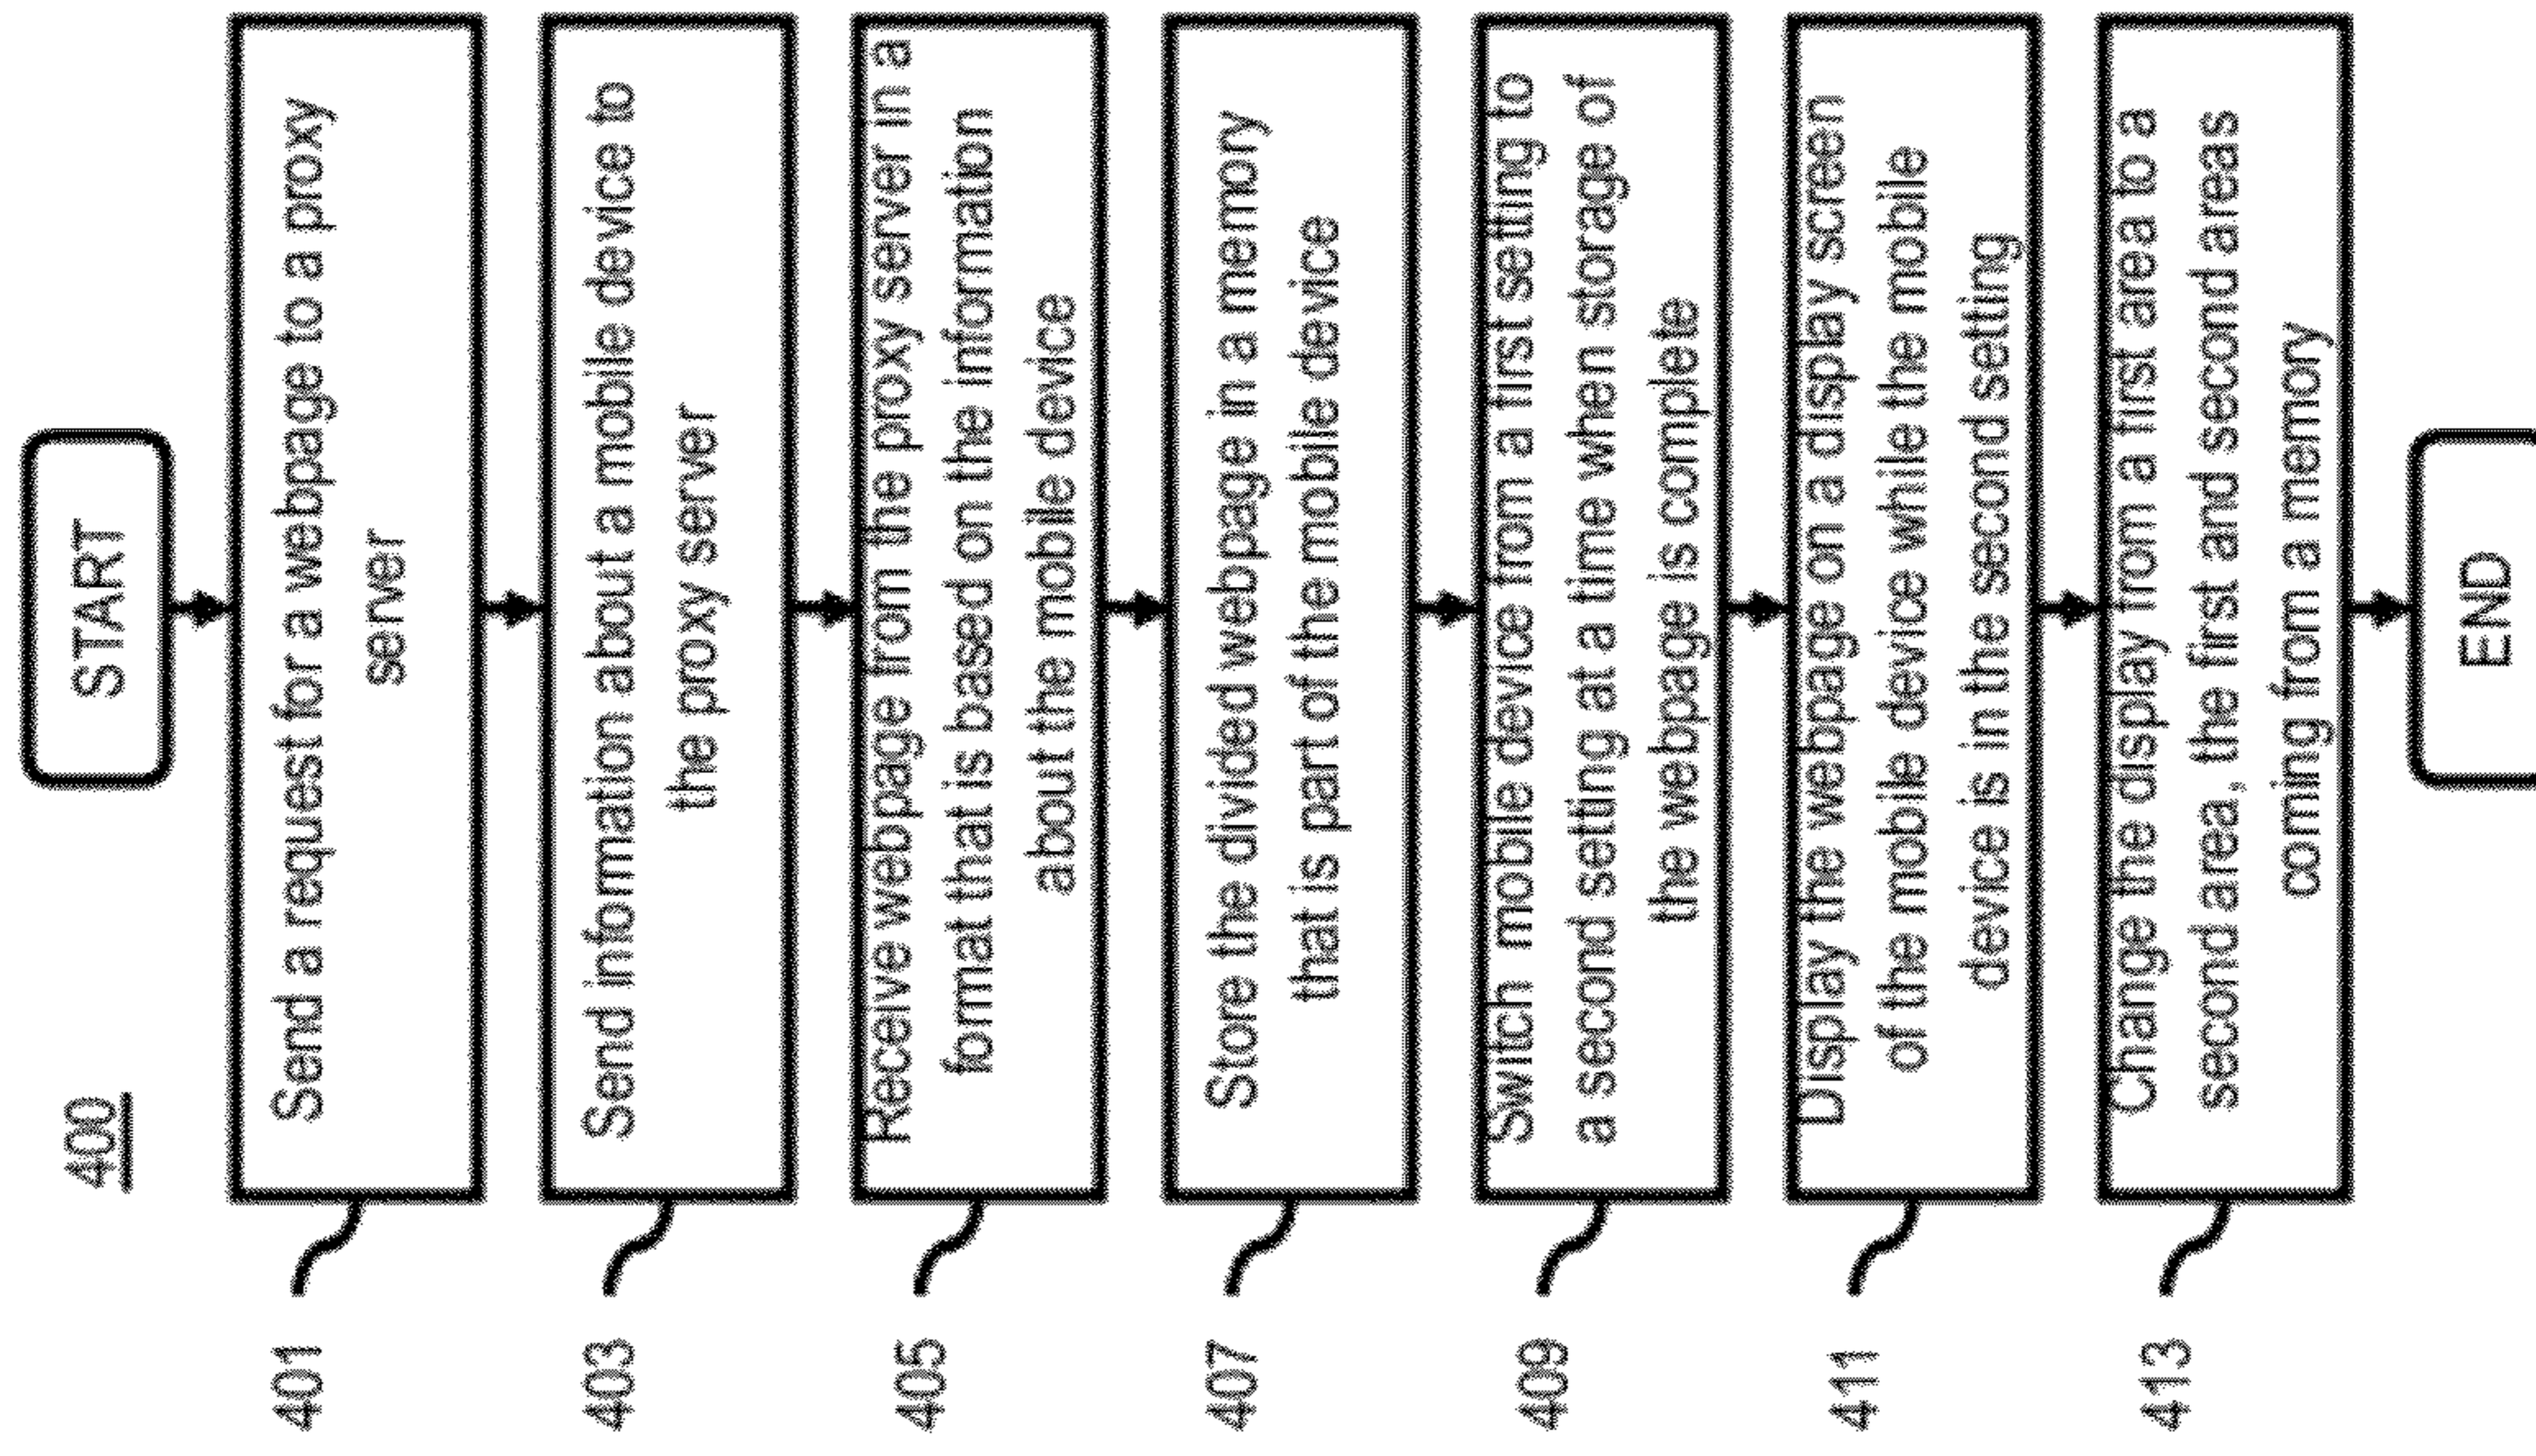 400
START
401
Send a request for a webpage to a proxy
server
403
Send information about a mobile device to
the proxy server
405
Receive webpage from the proxy server in a
format that is based on the information
about the mobile device
407
Store the divided webpage in a memory
that is part of the mobile device
409
Switch mobile device from a first setting to
a second setting at a time when storage of
the webpage is complete
411
Display the webpage on a display screen
of the mobile device while the mobile
device is in the second setting
413
Change the display from a first area to a
second area, the first and second areas
coming from a memory
END